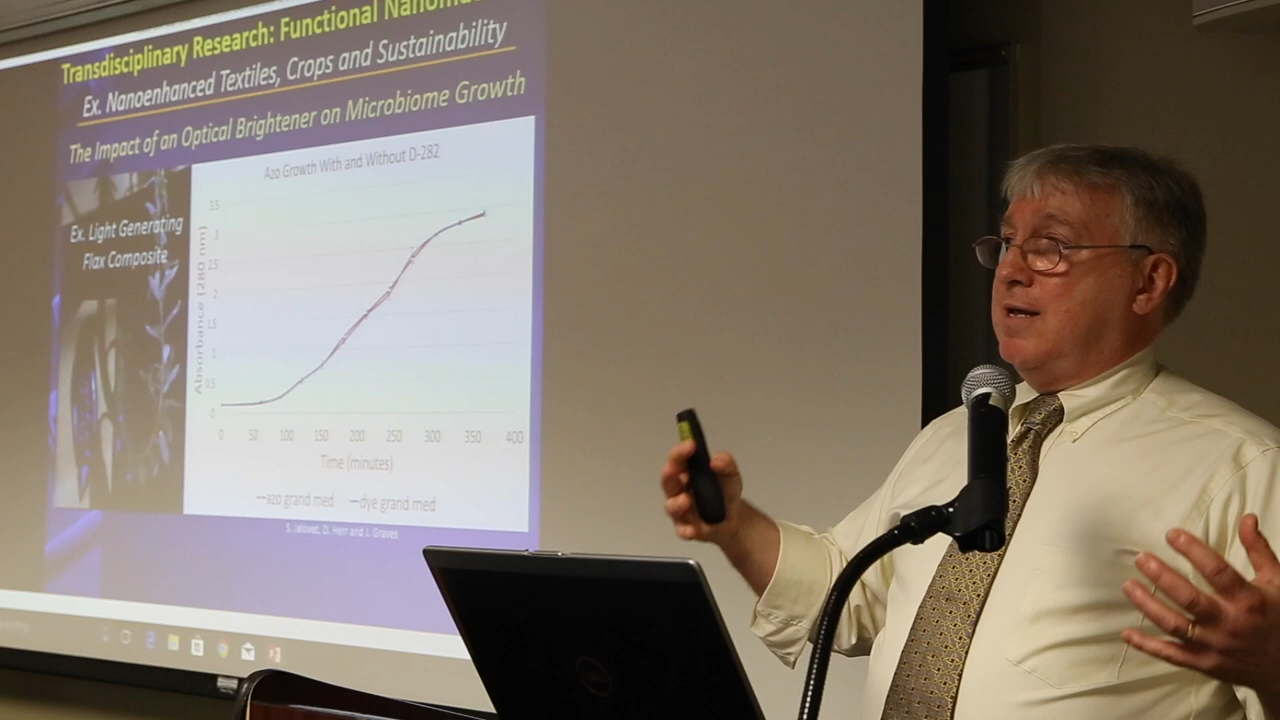 Transdisciplinary Research: Functional
Ex. Nanoenhanced Textiles, Crops and Sustainability
The Impact of an Optical Brightener on Microbiome Growth
Ex. Light Generating
Flax Composite
Azo Growth With and Without D-282
Absorbance (280 nm)
3.5
3
2.5
2
1.5
1
0.5
0
0 50 100 150 200 250 300 350 400
Time (minutes)
azo grand med dye grand med
D. Herr and J. Graves